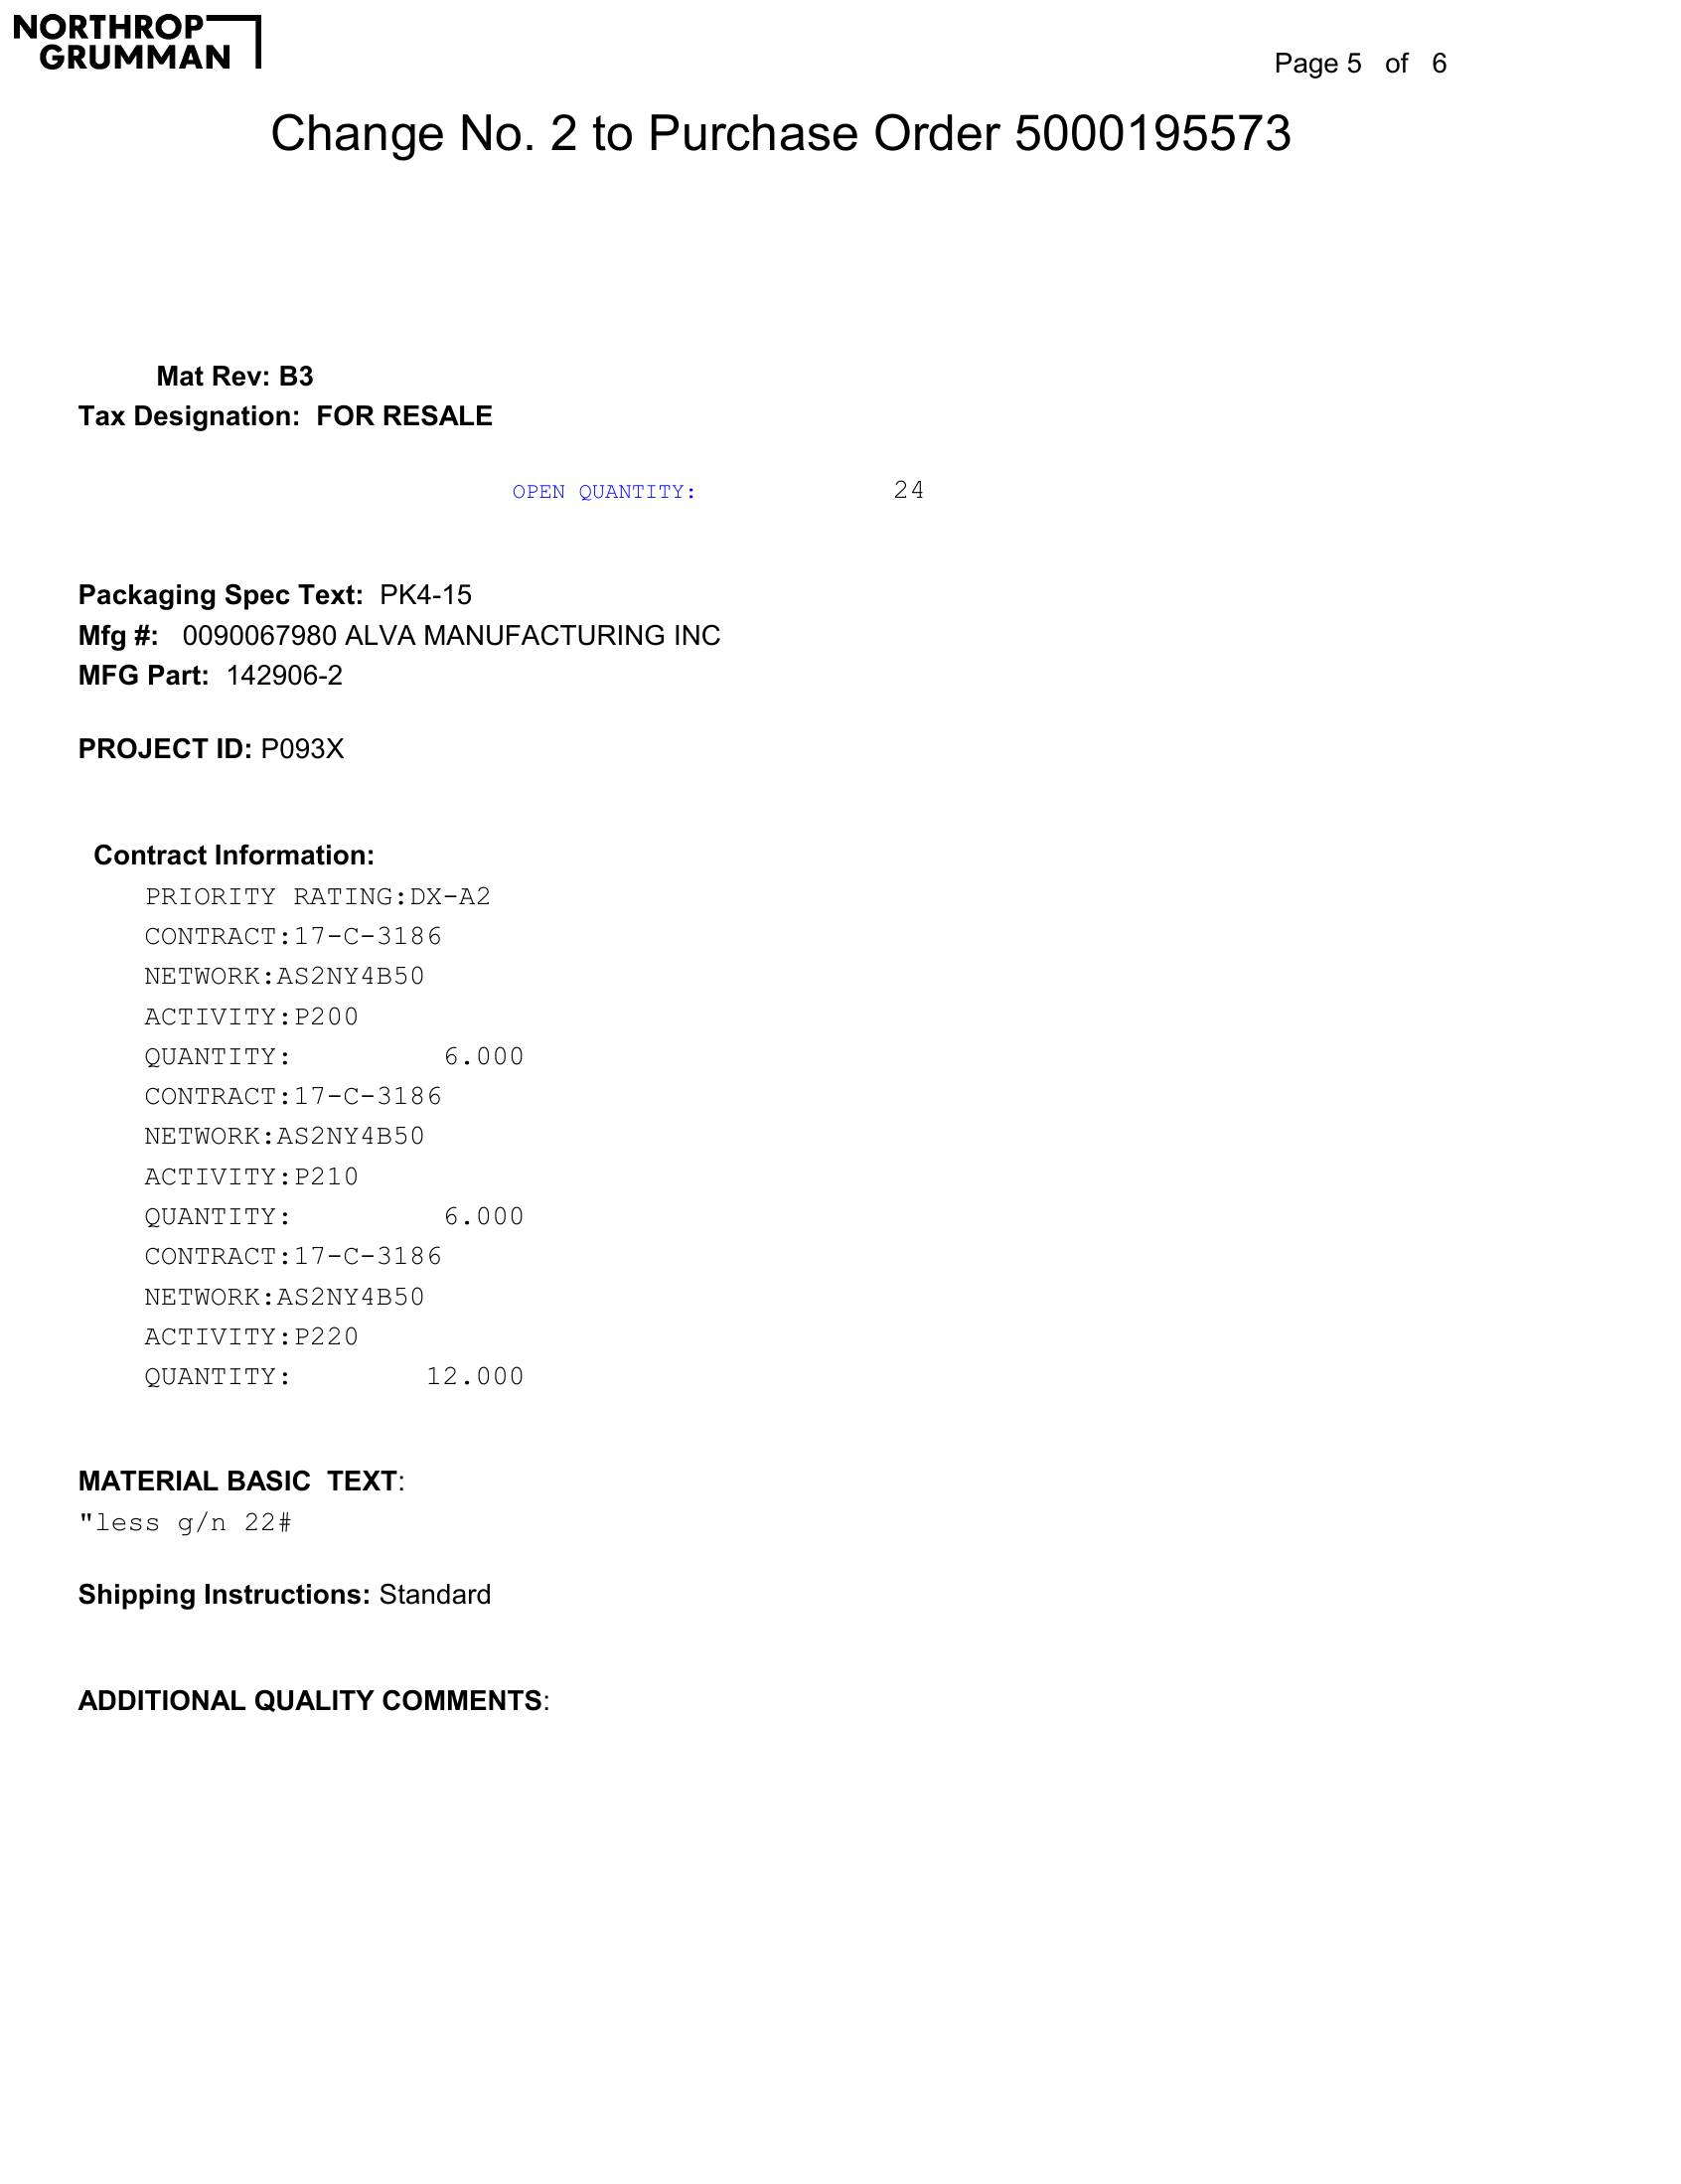 NORTHROP
GRUMMAN
Page 5 of 6
Change No. 2 to Purchase Order 5000195573
Mat Rev: B3
Tax Designation: FOR RESALE
OPEN QUANTITY: 24
Packaging Spec Text: PK4-15
Mfg #: 0090067980 ALVA MANUFACTURING INC
MFG Part: 142906-2
PROJECT ID: P093X
Contract Information:
PRIORITY RATING:DX-A2
CONTRACT:17-C-3186
NETWORK:AS2NY4B50
ACTIVITY:P200
QUANTITY: 6.000
CONTRACT:17-C-3186
NETWORK:AS2NY4B50
ACTIVITY:P210
QUANTITY: 6.000
CONTRACT:17-C-3186
NETWORK:AS2NY4B50
ACTIVITY:P220
QUANTITY: 12.000
MATERIAL BASIC TEXT:
"less g/n 22#
Shipping Instructions: Standard
ADDITIONAL QUALITY COMMENTS: